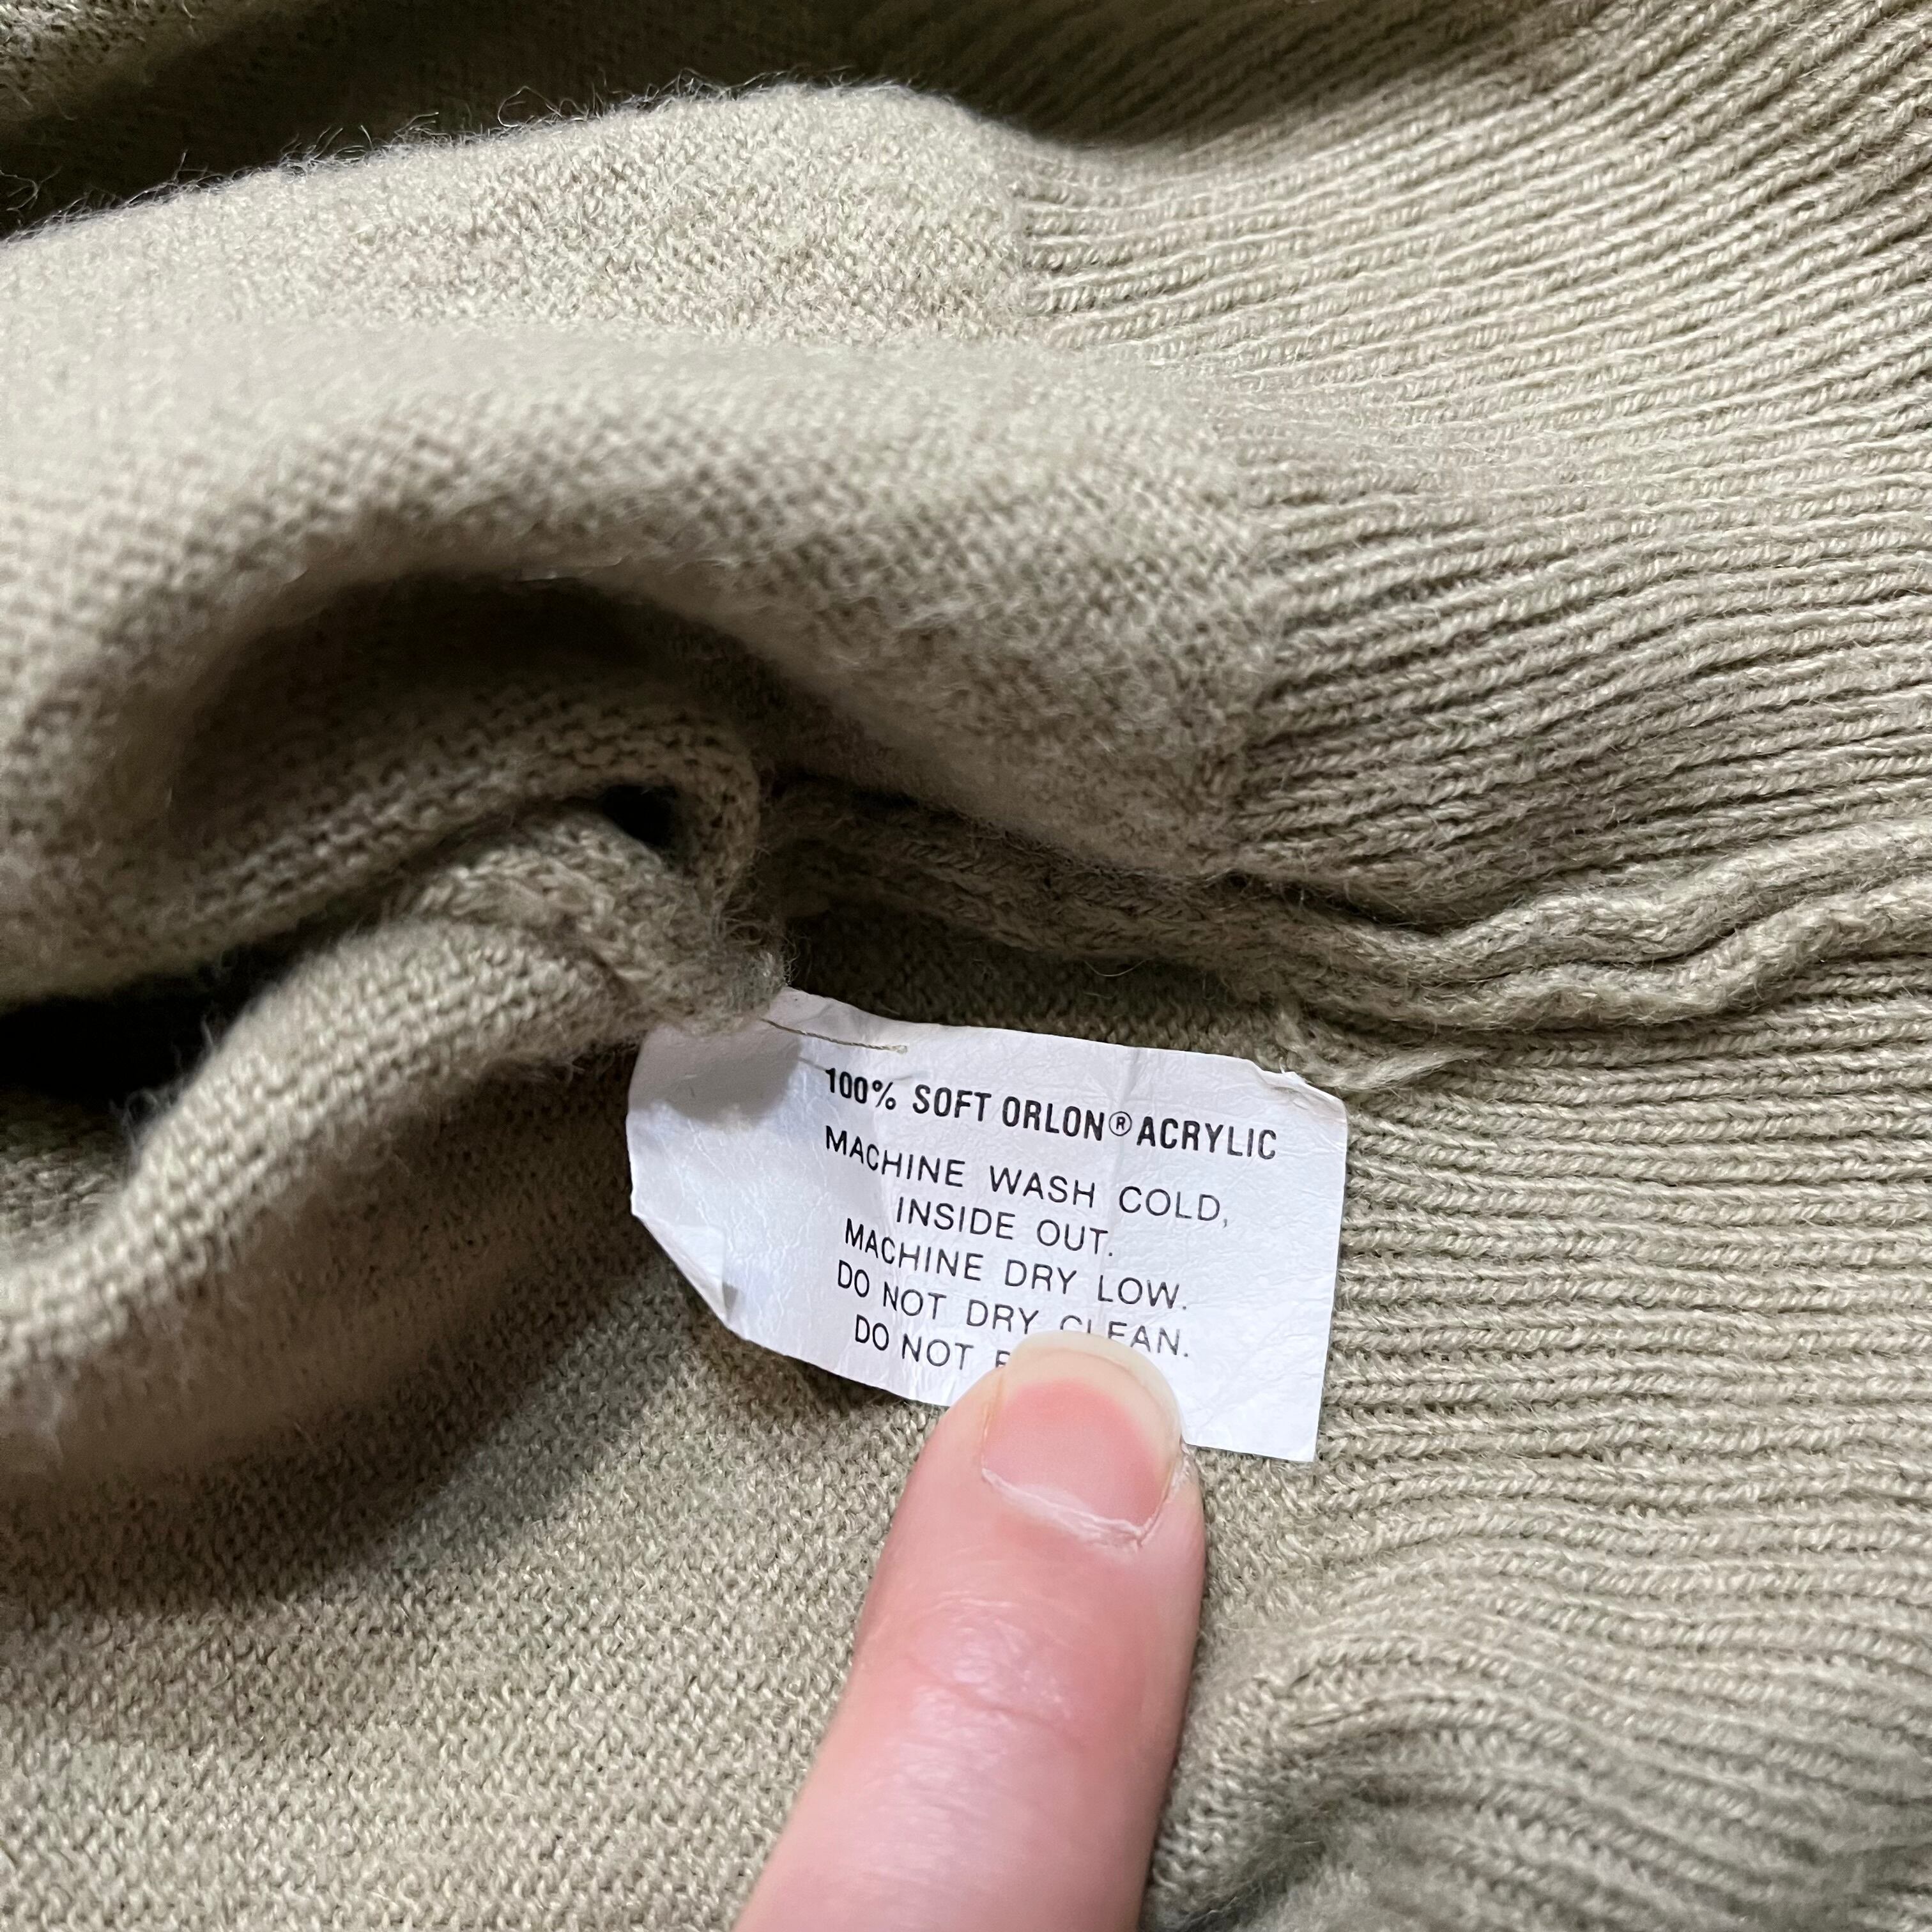 100% SOFT ORLON® ACRYLIC
MACHINE WASH COLD,
INSIDE OUT.
MACHINE DRY LOW.
DO NOT DRY CLEAN.
DO NOT